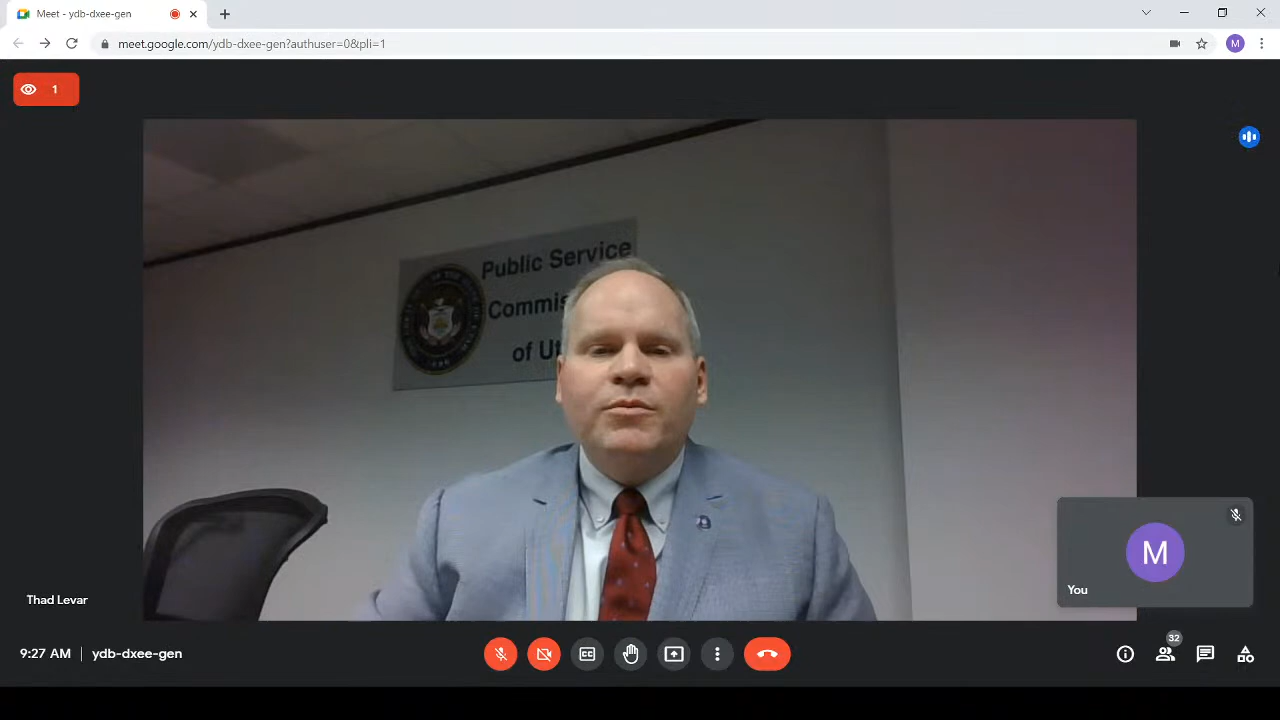 Meet - ydb-dxee-gen
meet.google.com/ydb-dxee-gen?authuser=0&pli=1
M
1
Public Service
Commis
of Ut
M
You
Thad Levar
9:27 AM | ydb-dxee-gen
CC
32